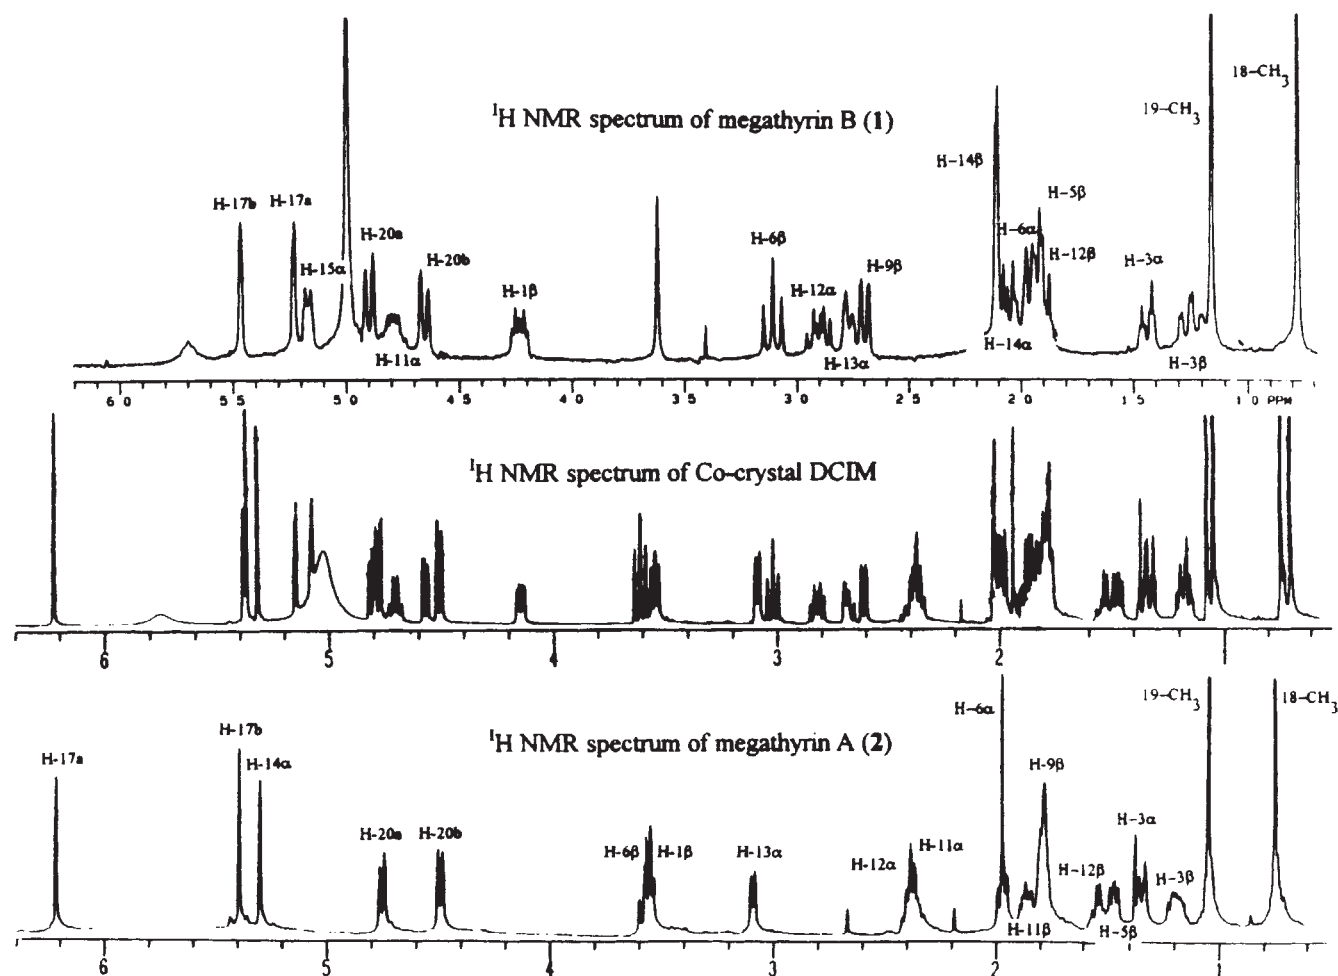 ¹H NMR spectrum of megathyrin B (1)
18-CH₃
19-CH₃
H-14β
H-17b
H-17a
H-5β
H-20a
H-6α
H-6β
H-12β
H-15α
H-20b
H-9β
H-3α
H-1β
H-12α
H-11α
H-13α
H-14α
H-3β
6 0 5 5 5 0 4 5 4 0 3 5 3 0 2 5 2 0 1 5 1 0 PPM
¹H NMR spectrum of Co-crystal DCIM
6 5 4 3 2 1
¹H NMR spectrum of megathyrin A (2)
19-CH₃
18-CH₃
H-6α
H-17b
H-17a
H-14α
H-9β
H-3α
H-20a
H-20b
H-6β
H-1β
H-13α
H-12α
H-11α
H-12β
H-3β
H-11β
H-5β
6 5 4 3 2 1